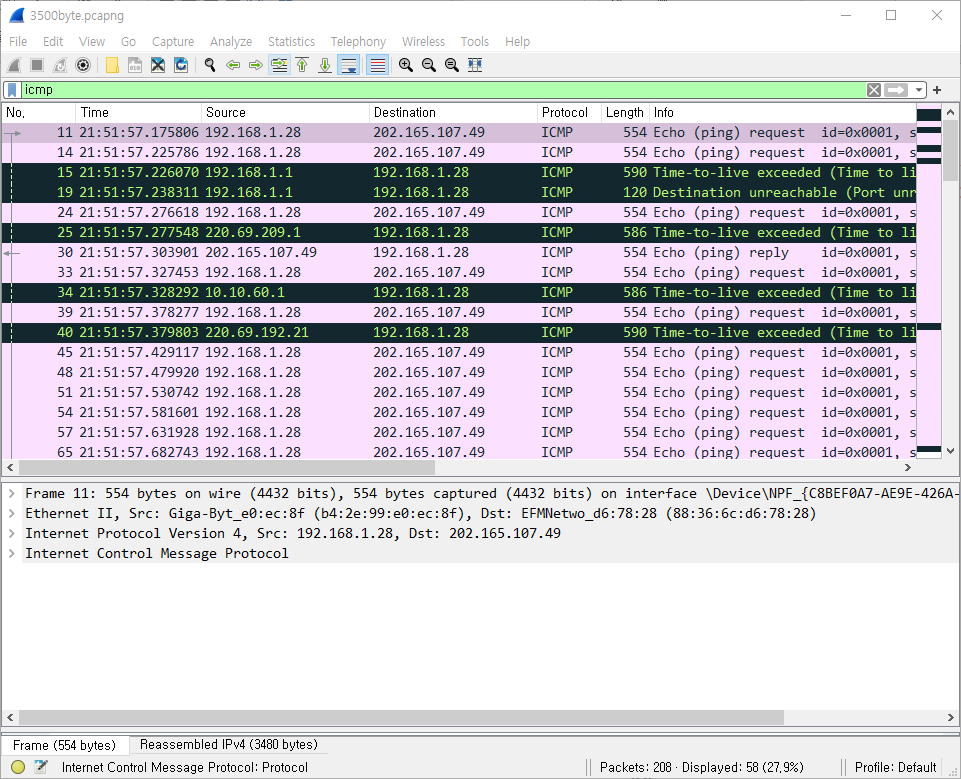 3500byte.pcapng
File Edit View Go Capture Analyze Statistics Telephony Wireless Tools Help
icmp
No. Time Source Destination Protocol Length Info
11 21:51:57.175806 192.168.1.28 202.165.107.49 ICMP 554 Echo (ping) request id=0x0001, s
14 21:51:57.225786 192.168.1.28 202.165.107.49 ICMP 554 Echo (ping) request id=0x0001, s
15 21:51:57.226070 192.168.1.1 192.168.1.28 ICMP 590 Time-to-live exceeded (Time to li
19 21:51:57.238311 192.168.1.1 192.168.1.28 ICMP 120 Destination unreachable (Port unr
24 21:51:57.276618 192.168.1.28 202.165.107.49 ICMP 554 Echo (ping) request id=0x0001, s
25 21:51:57.277548 220.69.209.1 192.168.1.28 ICMP 586 Time-to-live exceeded (Time to li
30 21:51:57.303901 202.165.107.49 192.168.1.28 ICMP 554 Echo (ping) reply id=0x0001, s
33 21:51:57.327453 192.168.1.28 202.165.107.49 ICMP 554 Echo (ping) request id=0x0001, s
34 21:51:57.328292 10.10.60.1 192.168.1.28 ICMP 586 Time-to-live exceeded (Time to li
39 21:51:57.378277 192.168.1.28 202.165.107.49 ICMP 554 Echo (ping) request id=0x0001, s
40 21:51:57.379803 220.69.192.21 192.168.1.28 ICMP 590 Time-to-live exceeded (Time to li
45 21:51:57.429117 192.168.1.28 202.165.107.49 ICMP 554 Echo (ping) request id=0x0001, s
48 21:51:57.479920 192.168.1.28 202.165.107.49 ICMP 554 Echo (ping) request id=0x0001, s
51 21:51:57.530742 192.168.1.28 202.165.107.49 ICMP 554 Echo (ping) request id=0x0001, s
54 21:51:57.581601 192.168.1.28 202.165.107.49 ICMP 554 Echo (ping) request id=0x0001, s
57 21:51:57.631928 192.168.1.28 202.165.107.49 ICMP 554 Echo (ping) request id=0x0001, s
65 21:51:57.682743 192.168.1.28 202.165.107.49 ICMP 554 Echo (ping) request id=0x0001, s
Frame 11: 554 bytes on wire (4432 bits), 554 bytes captured (4432 bits) on interface \Device\NPF_{C8BEF0A7-AE9E-426A-
Ethernet II, Src: Giga-Byt_e0:ec:8f (b4:2e:99:e0:ec:8f), Dst: EFMNetwo_d6:78:28 (88:36:6c:d6:78:28)
Internet Protocol Version 4, Src: 192.168.1.28, Dst: 202.165.107.49
Internet Control Message Protocol
Frame (554 bytes) Reassembled IPv4 (3480 bytes)
Internet Control Message Protocol: Protocol Packets: 208 · Displayed: 58 (27,9%) Profile: Default